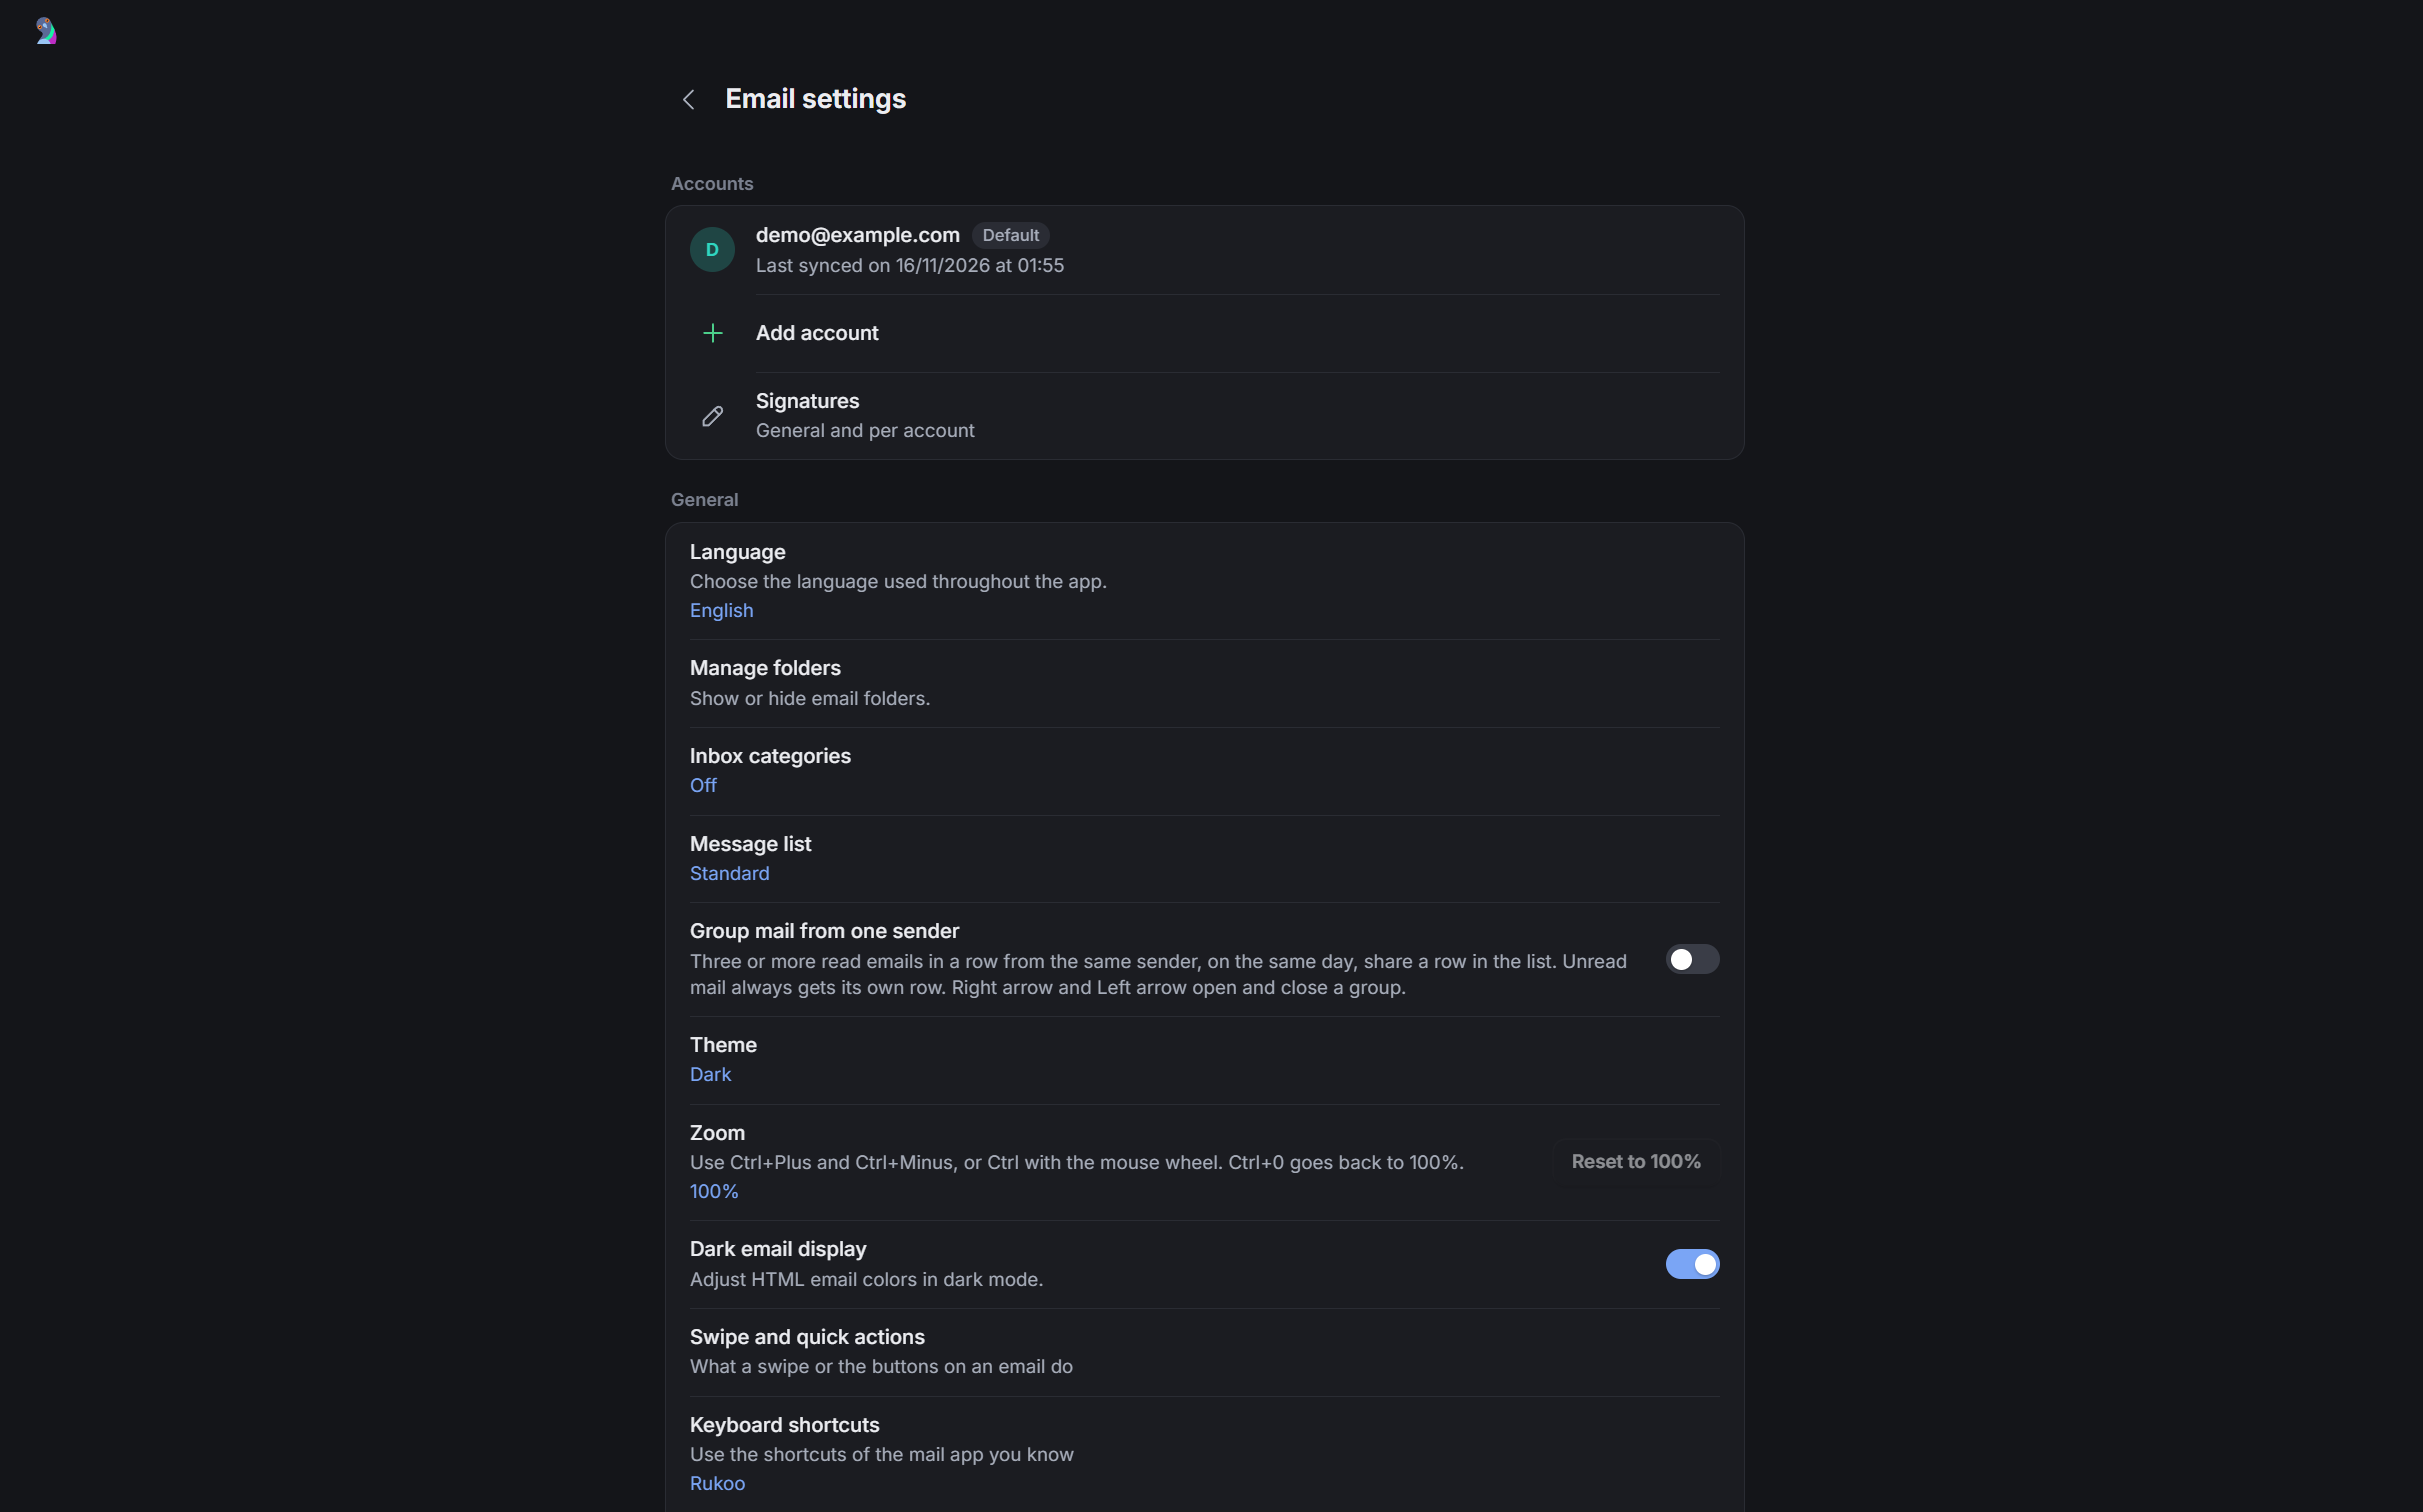 Email settings
Accounts
D
demo@example.com Default
Last synced on 16/11/2026 at 01:55
Add account
Signatures
General and per account
General
Language
Choose the language used throughout the app.
English
Manage folders
Show or hide email folders.
Inbox categories
Off
Message list
Standard
Group mail from one sender
Three or more read emails in a row from the same sender, on the same day, share a row in the list. Unread
mail always gets its own row. Right arrow and Left arrow open and close a group.
Theme
Dark
Zoom
Use Ctrl+Plus and Ctrl+Minus, or Ctrl with the mouse wheel. Ctrl+0 goes back to 100%.
Reset to 100%
100%
Dark email display
Adjust HTML email colors in dark mode.
Swipe and quick actions
What a swipe or the buttons on an email do
Keyboard shortcuts
Use the shortcuts of the mail app you know
Rukoo